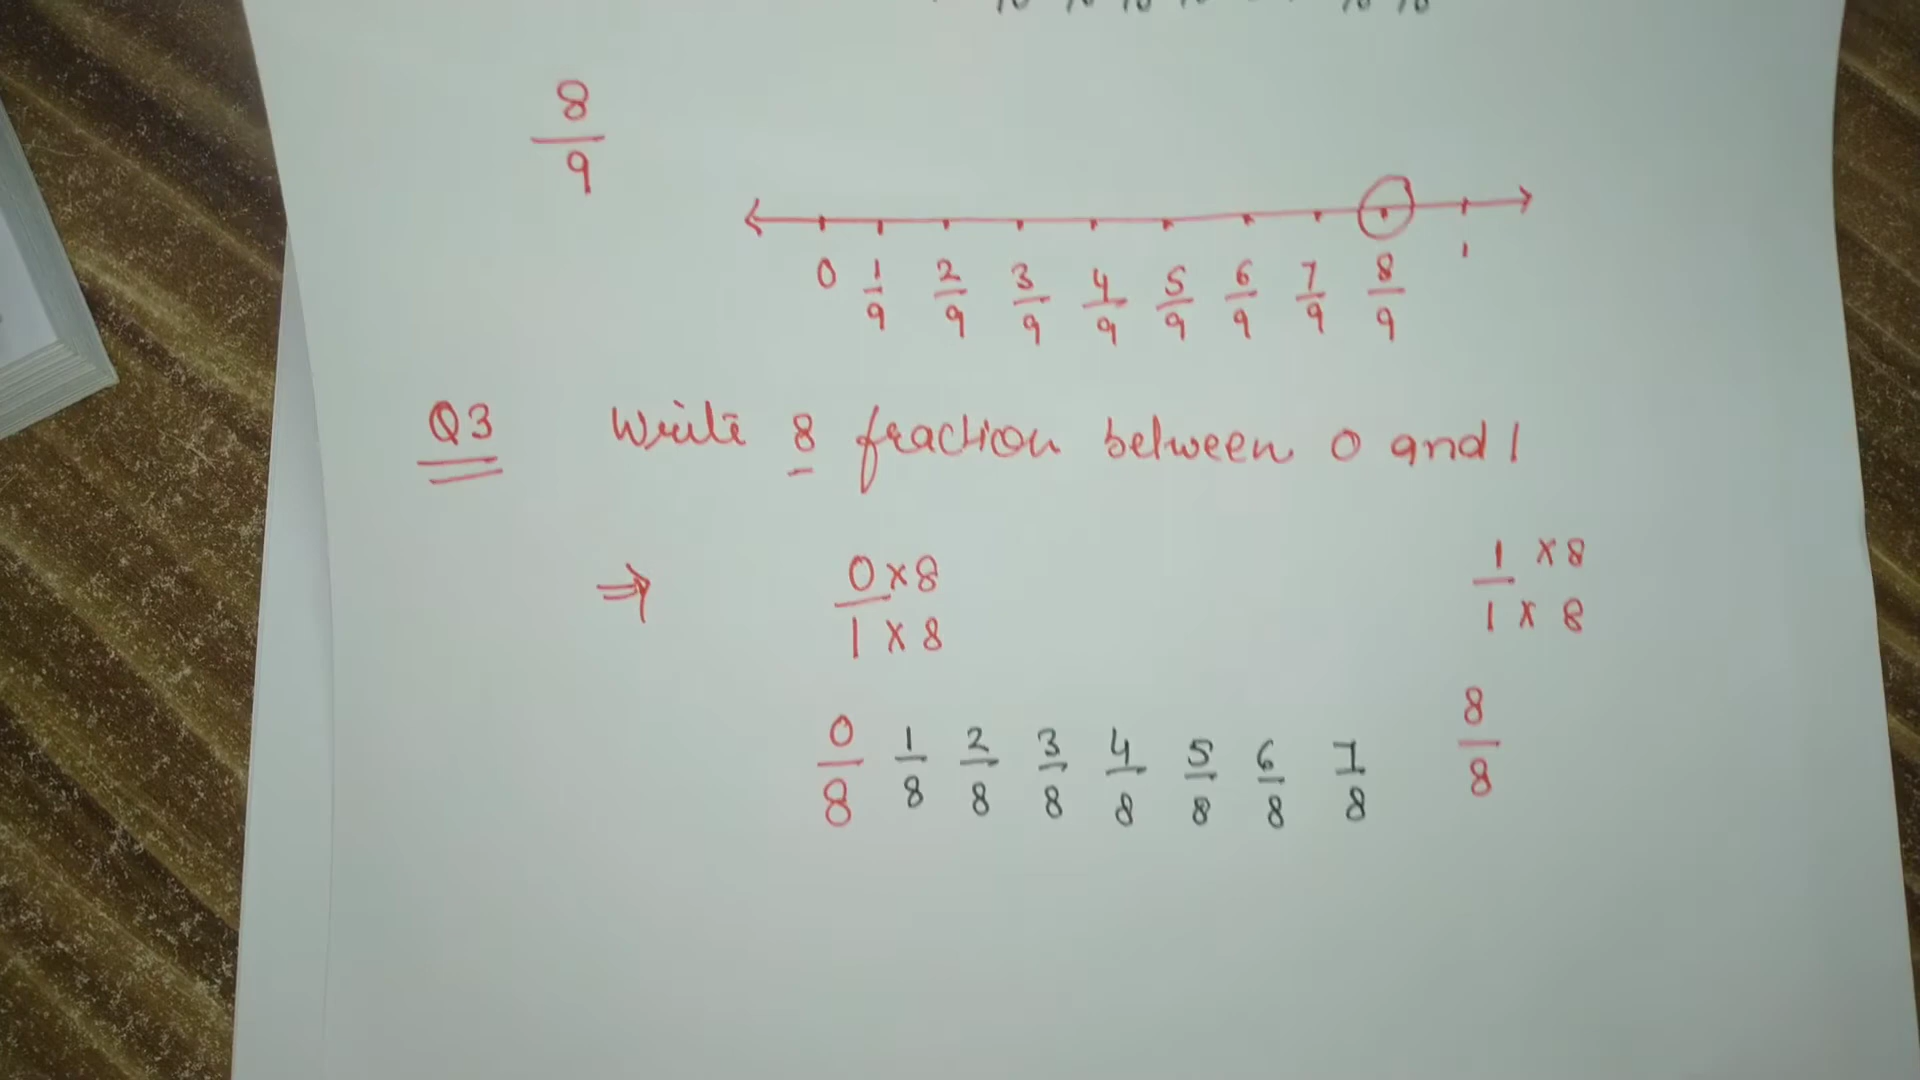 8/9
0 1/9 2/9 3/9 4/9 5/9 6/9 7/9 8/9 1
Q3 Write 8 fraction between 0 and 1
⇒ 0×8/1×8 1×8/1×8
0/8 1/8 2/8 3/8 4/8 5/8 6/8 7/8 8/8